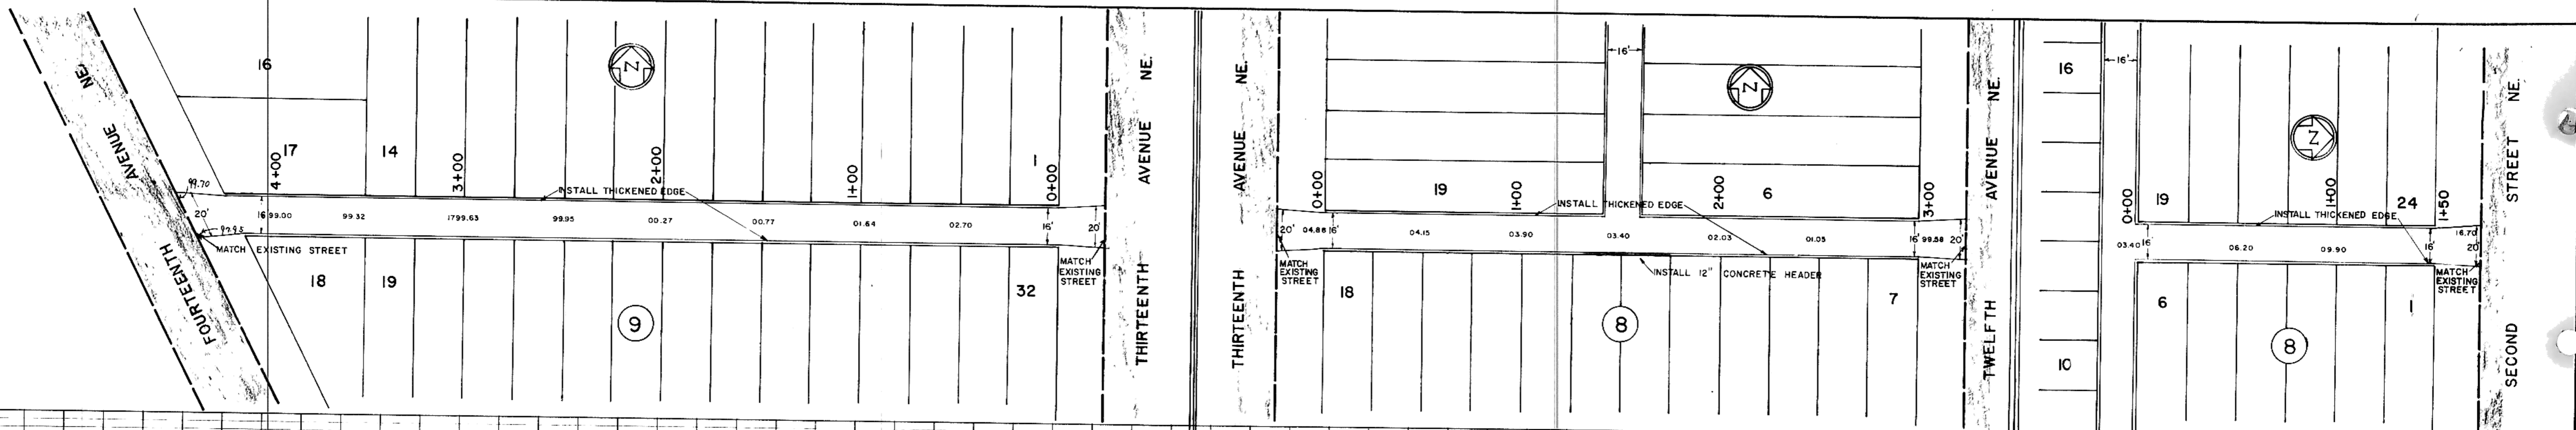 FOURTEENTH AVENUE NE.
16
17
14
4+00
3+00
2+00
1+00
1
0+00
N
INSTALL THICKENED EDGE
99.70
20'
16'
99.00
99.32
1799.63
99.95
00.27
00.77
01.64
02.70
16'
20'
MATCH EXISTING STREET
18
19
9
32
MATCH
EXISTING
STREET
THIRTEENTH AVENUE NE.
THIRTEENTH AVENUE NE.
16'
N
0+00
19
1+00
2+00
6
3+00
INSTALL THICKENED EDGE
20'
04.88
16'
04.15
03.90
03.40
02.03
01.05
16'
99.58
20'
MATCH
EXISTING
STREET
INSTALL 12" CONCRETE HEADER
MATCH
EXISTING
STREET
18
8
7
TWELFTH AVENUE NE.
16
10
16'
N
0+00
19
1+00
24
1+50
INSTALL THICKENED EDGE
03.40
16'
06.20
09.90
16'
16.70
20'
MATCH
EXISTING
STREET
6
8
1
SECOND STREET NE.